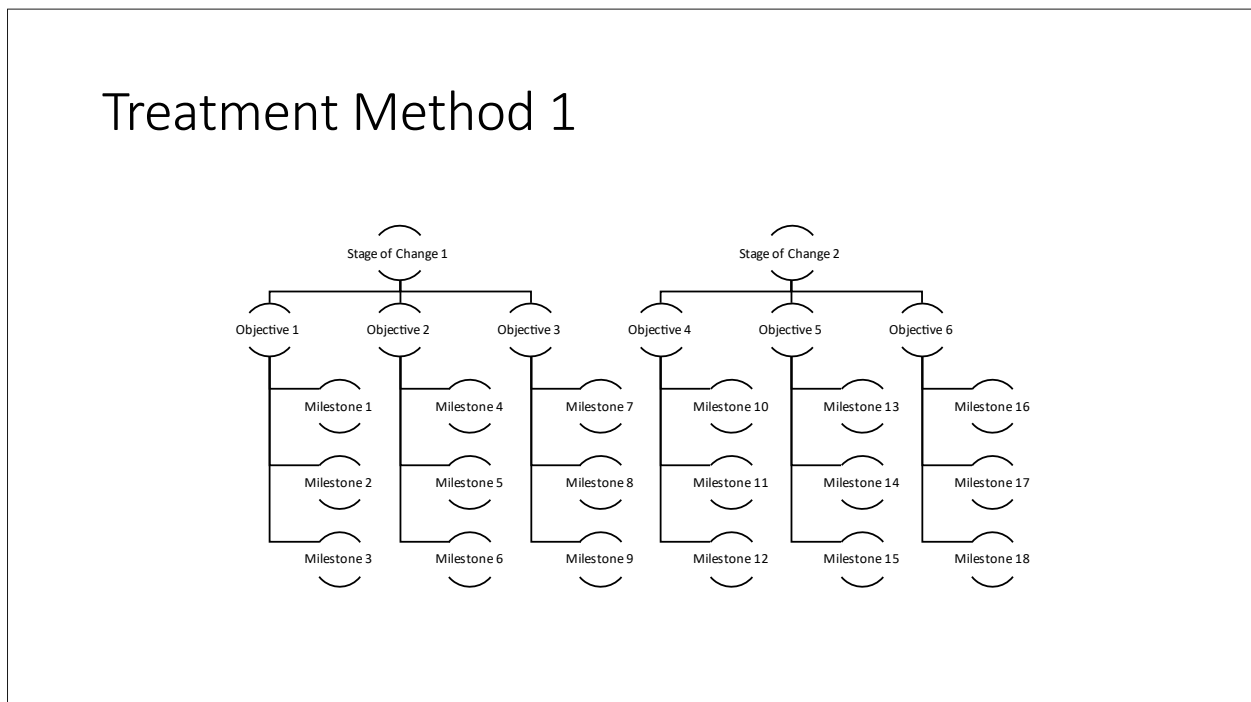 Treatment Method 1
Stage of Change 1
Stage of Change 2
Objective 1
Objective 2
Objective 3
Objective 4
Objective 5
Objective 6
Milestone 1
Milestone 4
Milestone 7
Milestone 10
Milestone 13
Milestone 16
Milestone 2
Milestone 5
Milestone 8
Milestone 11
Milestone 14
Milestone 17
Milestone 3
Milestone 6
Milestone 9
Milestone 12
Milestone 15
Milestone 18